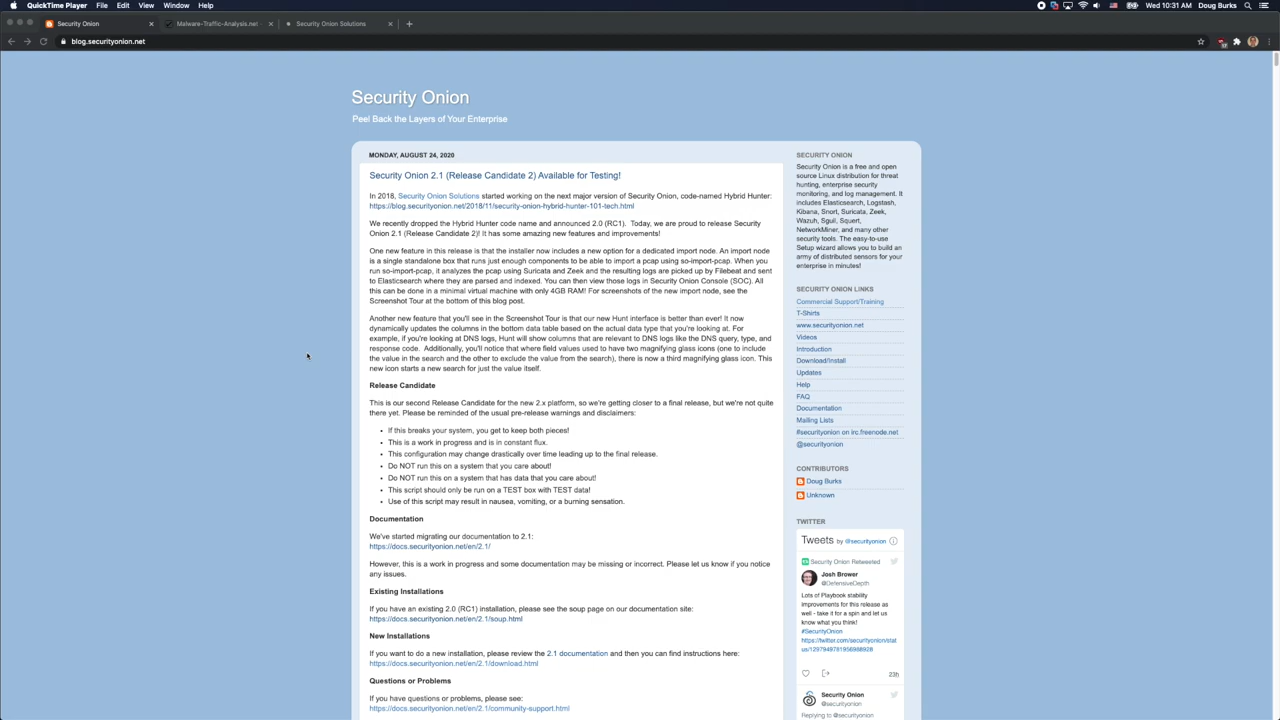 QuickTime Player File Edit View Window Help
Wed 10:31 AM Doug Burks
Security Onion
Malware-Traffic-Analysis.net
Security Onion Solutions
https://blog.securityonion.net
Security Onion
Peel Back the Layers of Your Enterprise
MONDAY, AUGUST 24, 2020
Security Onion 2.1 (Release Candidate 2) Available for Testing!
In 2018, Security Onion Solutions started working on the next major version of Security Onion, code-named Hybrid Hunter:
https://blog.securityonion.net/2018/11/security-onion-hybrid-hunter-101-tech.html
We recently dropped the Hybrid Hunter code name and announced 2.0 (RC1). Today, we are proud to release Security
Onion 2.1 (Release Candidate 2)! It has some amazing new features and improvements!
One new feature in this release is that the installer now includes a new option for a dedicated import node. An import node
is a single standalone box that runs just enough components to be able to import a pcap using so-import-pcap. When you
run so-import-pcap, it analyzes the pcap using Suricata and Zeek and the resulting logs are picked up by Filebeat and sent
to Elasticsearch where they are parsed and indexed. You can then view those logs in Security Onion Console (SOC). All
this can be done in a minimal virtual machine with only 4GB RAM! For screenshots of the new import node, see the
Screenshot Tour at the bottom of this blog post.
Another new feature that you'll see in the Screenshot Tour is that our new Hunt interface is better than ever! It now
dynamically updates the columns in the bottom data table based on the actual data type that you're looking at. For
example, if you're looking at DNS logs, Hunt will show columns that are relevant to DNS logs like the DNS query, type, and
response code. Additionally, you'll notice that where field values used to have two magnifying glass icons (one to include
the value in the search and the other to exclude the value from the search), there is now a third magnifying glass icon. This
new icon starts a new search for just the value itself.
Release Candidate
This is our second Release Candidate for the new 2.x platform, so we're getting closer to a final release, but we're not quite
there yet. Please be reminded of the usual pre-release warnings and disclaimers:
If this breaks your system, you get to keep both pieces!
This is a work in progress and is in constant flux.
This configuration may change drastically over time leading up to the final release.
Do NOT run this on a system that you care about!
Do NOT run this on a system that has data that you care about!
This script should only be run on a TEST box with TEST data!
Use of this script may result in nausea, vomiting, or a burning sensation.
Documentation
We've started migrating our documentation to 2.1:
https://docs.securityonion.net/en/2.1/
However, this is a work in progress and some documentation may be missing or incorrect. Please let us know if you notice
any issues.
Existing Installations
If you have an existing 2.0 (RC1) installation, please see the soup page on our documentation site:
https://docs.securityonion.net/en/2.1/soup.html
New Installations
If you want to do a new installation, please review the 2.1 documentation and then you can find instructions here:
https://docs.securityonion.net/en/2.1/download.html
Questions or Problems
If you have questions or problems, please see:
https://docs.securityonion.net/en/2.1/community-support.html
SECURITY ONION
Security Onion is a free and open
source Linux distribution for threat
hunting, enterprise security
monitoring, and log management. It
includes Elasticsearch, Logstash,
Kibana, Snort, Suricata, Zeek,
Wazuh, Sguil, Squert,
NetworkMiner, and many other
security tools. The easy-to-use
Setup wizard allows you to build an
army of distributed sensors for your
enterprise in minutes!
SECURITY ONION LINKS
Commercial Support/Training
T-Shirts
www.securityonion.net
Videos
Introduction
Download/Install
Updates
Help
FAQ
Documentation
Mailing Lists
#securityonion on irc.freenode.net
@securityonion
CONTRIBUTORS
Doug Burks
Unknown
TWITTER
Tweets by @securityonion
Security Onion Retweeted
Josh Brower
@DefensiveDepth
Lots of Playbook stability
improvements for this release as
well - take it for a spin and let us
know what you think!
#SecurityOnion
https://twitter.com/securityonion/stat
us/1297948781956988928
23h
Security Onion
@securityonion
Replying to @securityonion